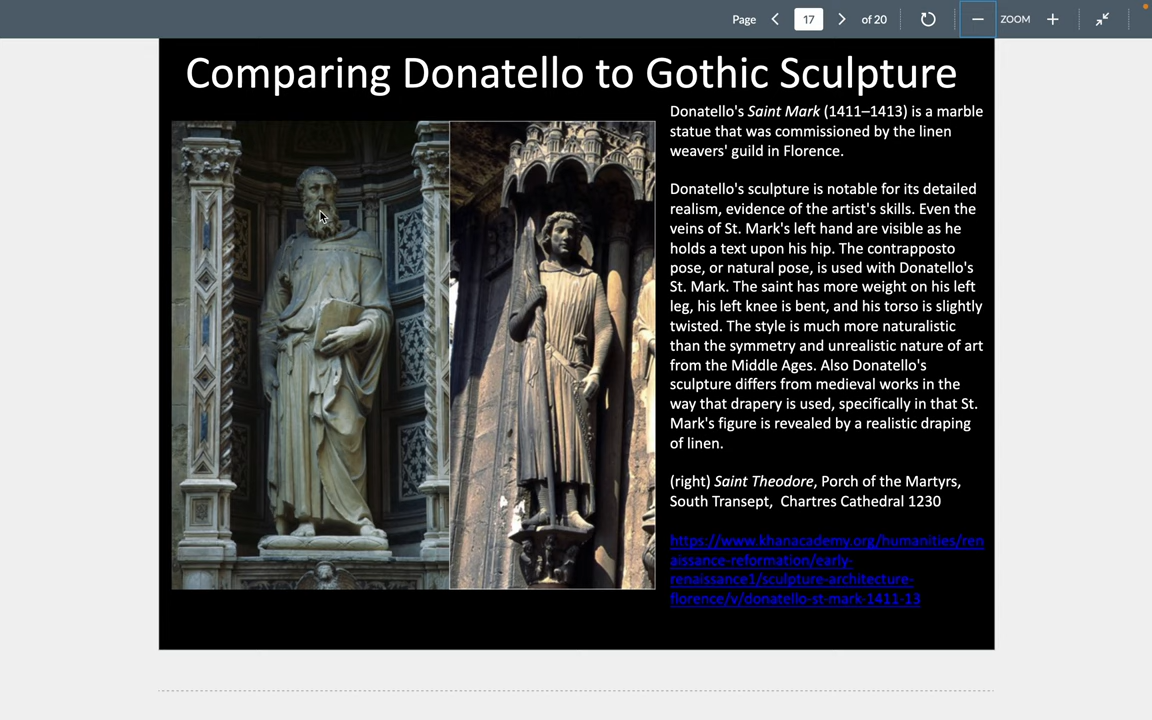 Page 17 of 20 ZOOM
Comparing Donatello to Gothic Sculpture
Donatello's Saint Mark (1411–1413) is a marble
statue that was commissioned by the linen
weavers' guild in Florence.
Donatello's sculpture is notable for its detailed
realism, evidence of the artist's skills. Even the
veins of St. Mark's left hand are visible as he
holds a text upon his hip. The contrapposto
pose, or natural pose, is used with Donatello's
St. Mark. The saint has more weight on his left
leg, his left knee is bent, and his torso is slightly
twisted. The style is much more naturalistic
than the symmetry and unrealistic nature of art
from the Middle Ages. Also Donatello's
sculpture differs from medieval works in the
way that drapery is used, specifically in that St.
Mark's figure is revealed by a realistic draping
of linen.
(right) Saint Theodore, Porch of the Martyrs,
South Transept, Chartres Cathedral 1230
https://www.khanacademy.org/humanities/ren
aissance-reformation/early-
renaissance1/sculpture-architecture-
florence/v/donatello-st-mark-1411-13